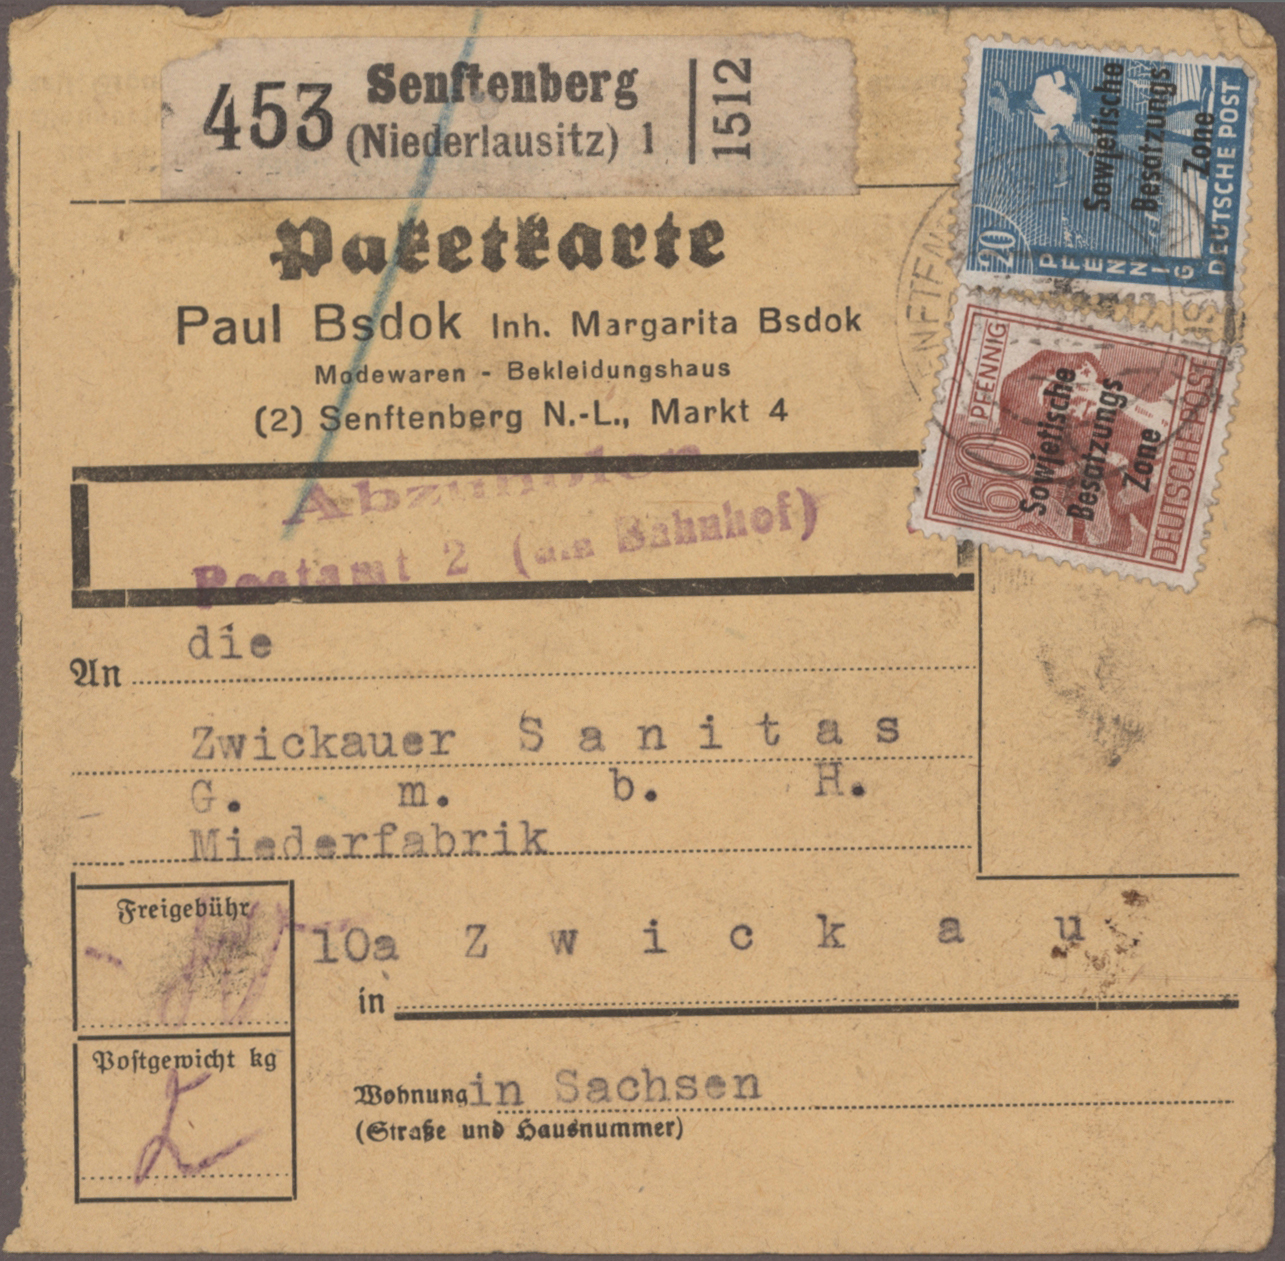 453 Senftenberg
(Niederlausitz) 1
1512
Paketkarte
Paul Bsdok Inh. Margarita Bsdok
Modewaren - Bekleidungshaus
(2) Senftenberg N.-L., Markt 4
Abzuholen
Postamt 2 (am Bahnhof)
20
PFENNIG
DEUTSCHE POST
Sowjetische
Besatzungs
Zone
60
PFENNIG
DEUTSCHE POST
Sowjetische
Besatzungs
Zone
die
An
Zwickauer Sanitas
G. m. b. H.
Miederfabrik
Freigebühr
10a Zwickau
in
Postgewicht kg
Wohnung in Sachsen
(Straße und Hausnummer)